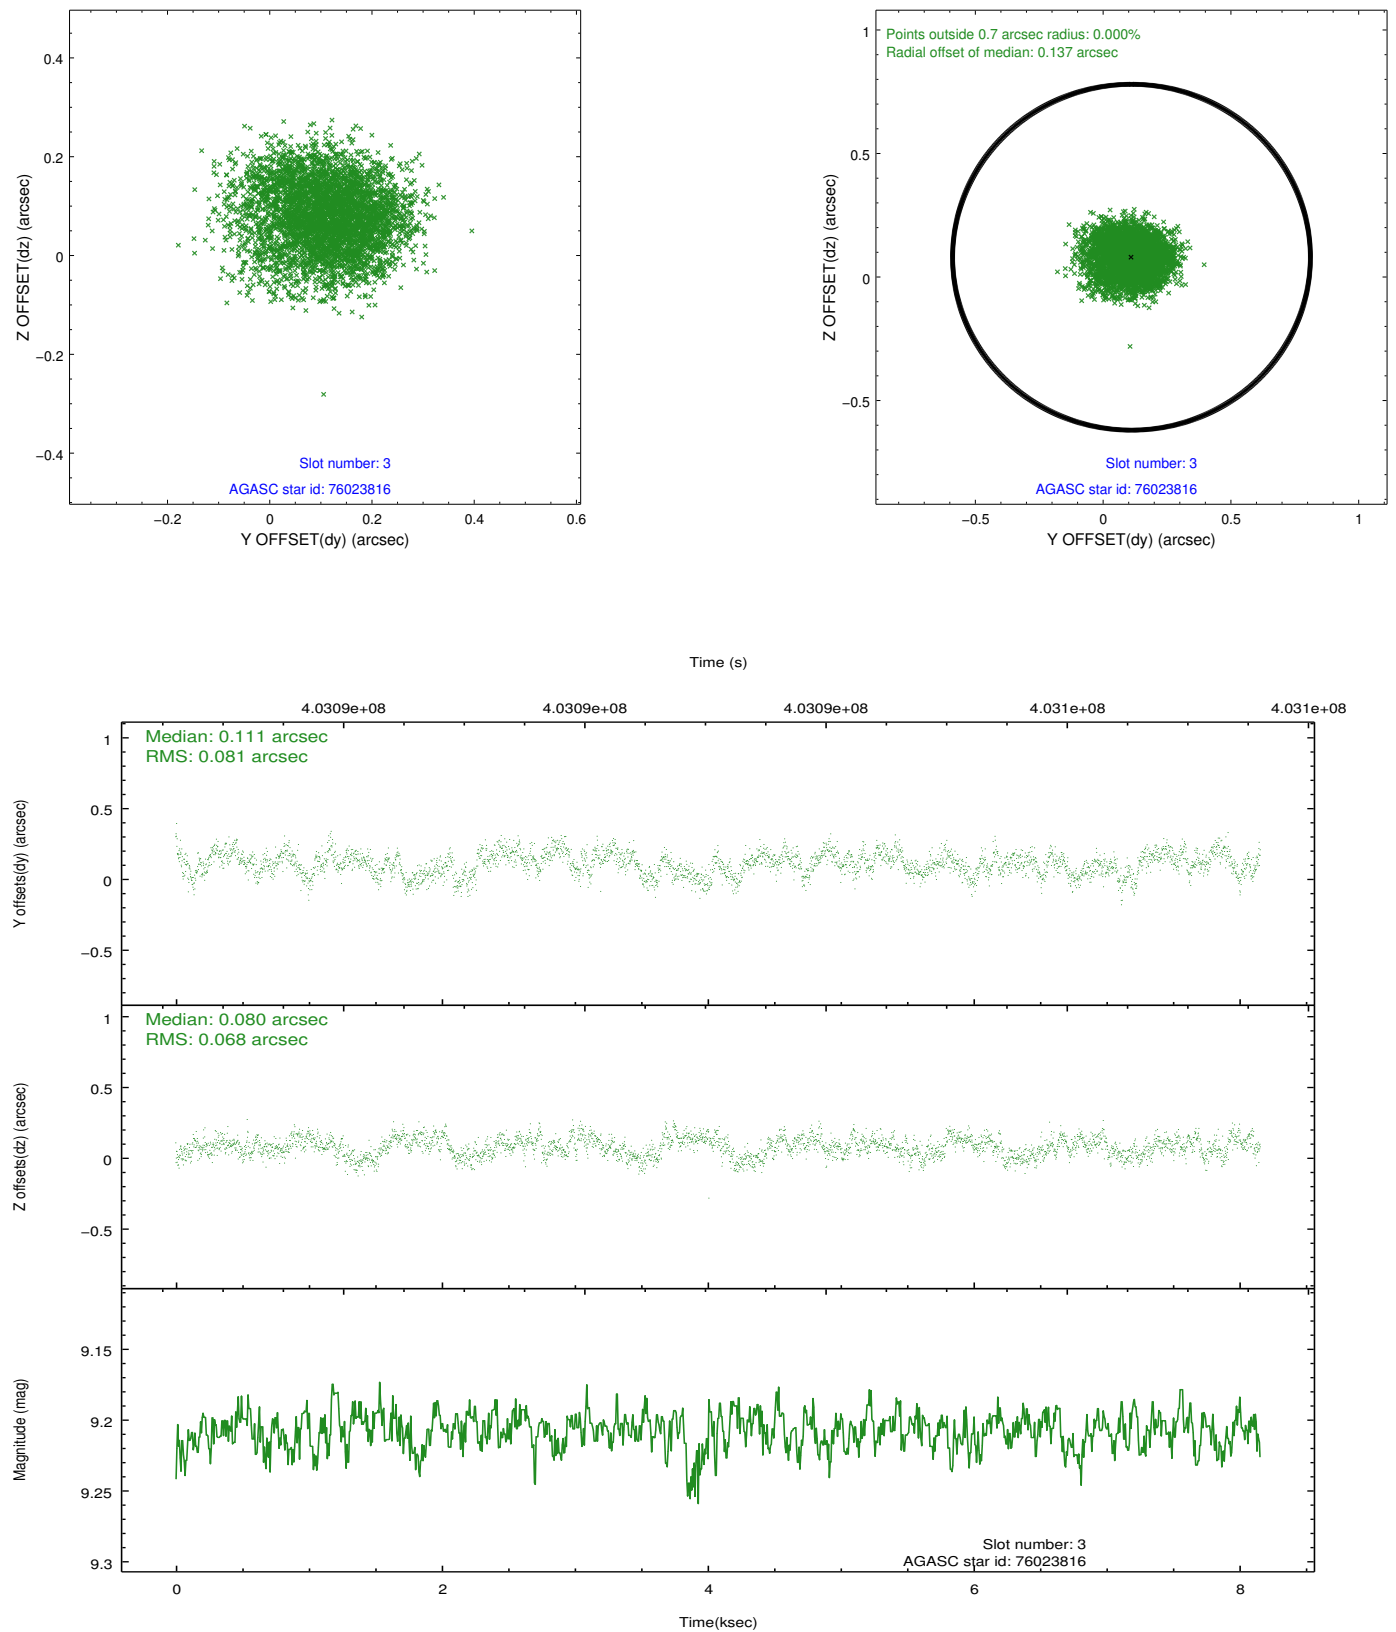 0.4
0.2
0
−0.2
−0.4
Z OFFSET(dz) (arcsec)
Slot number: 3
AGASC star id: 76023816
−0.2
0
0.2
0.4
0.6
Y OFFSET(dy) (arcsec)
Points outside 0.7 arcsec radius: 0.000%
Radial offset of median: 0.137 arcsec
1
0.5
0
−0.5
Z OFFSET(dz) (arcsec)
Slot number: 3
AGASC star id: 76023816
−0.5
0
0.5
1
Y OFFSET(dy) (arcsec)
Time (s)
4.0309e+08
4.0309e+08
4.0309e+08
4.031e+08
4.031e+08
Median: 0.111 arcsec
RMS: 0.081 arcsec
1
0.5
0
−0.5
Y offsets(dy) (arcsec)
Median: 0.080 arcsec
RMS: 0.068 arcsec
1
0.5
0
−0.5
Z offsets(dz) (arcsec)
9.15
9.2
9.25
9.3
Magnitude (mag)
Slot number: 3
AGASC star id: 76023816
0
2
4
6
8
Time(ksec)